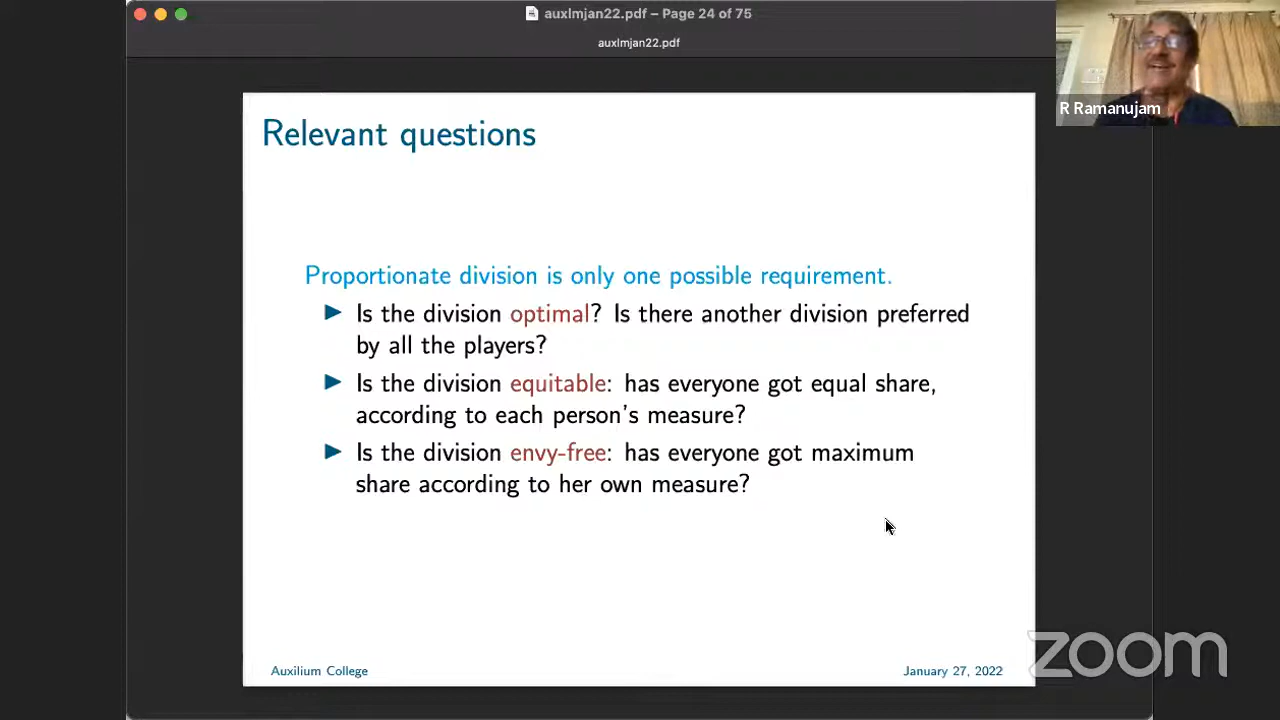 auxlmjan22.pdf – Page 24 of 75
auxlmjan22.pdf
R Ramanujam
Relevant questions
Proportionate division is only one possible requirement.
▶ Is the division optimal? Is there another division preferred
by all the players?
▶ Is the division equitable: has everyone got equal share,
according to each person's measure?
▶ Is the division envy-free: has everyone got maximum
share according to her own measure?
Auxilium College
January 27, 2022
zoom